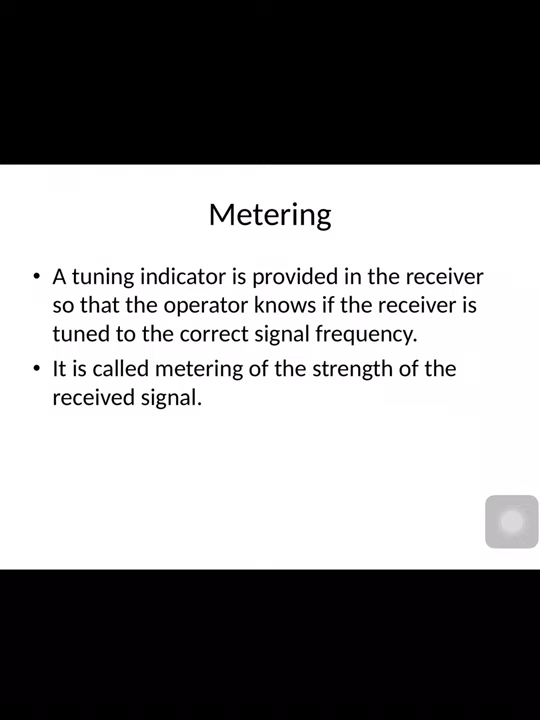 Metering
• A tuning indicator is provided in the receiver
so that the operator knows if the receiver is
tuned to the correct signal frequency.
• It is called metering of the strength of the
received signal.